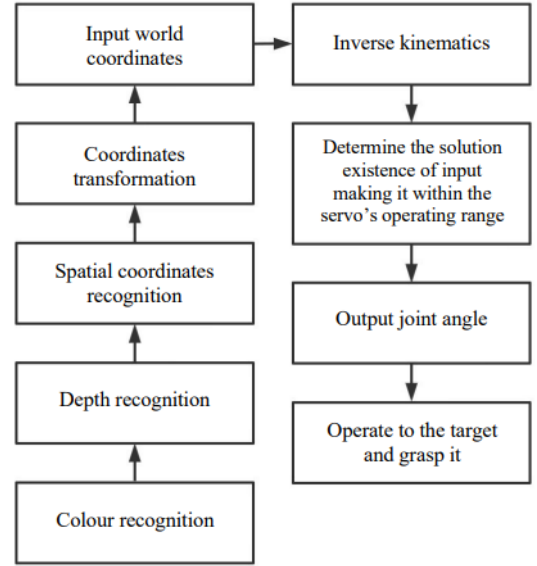 Input world
coordinates
Inverse kinematics
Coordinates
transformation
Determine the solution
existence of input
making it within the
servo's operating range
Spatial coordinates
recognition
Output joint angle
Depth recognition
Operate to the target
and grasp it
Colour recognition